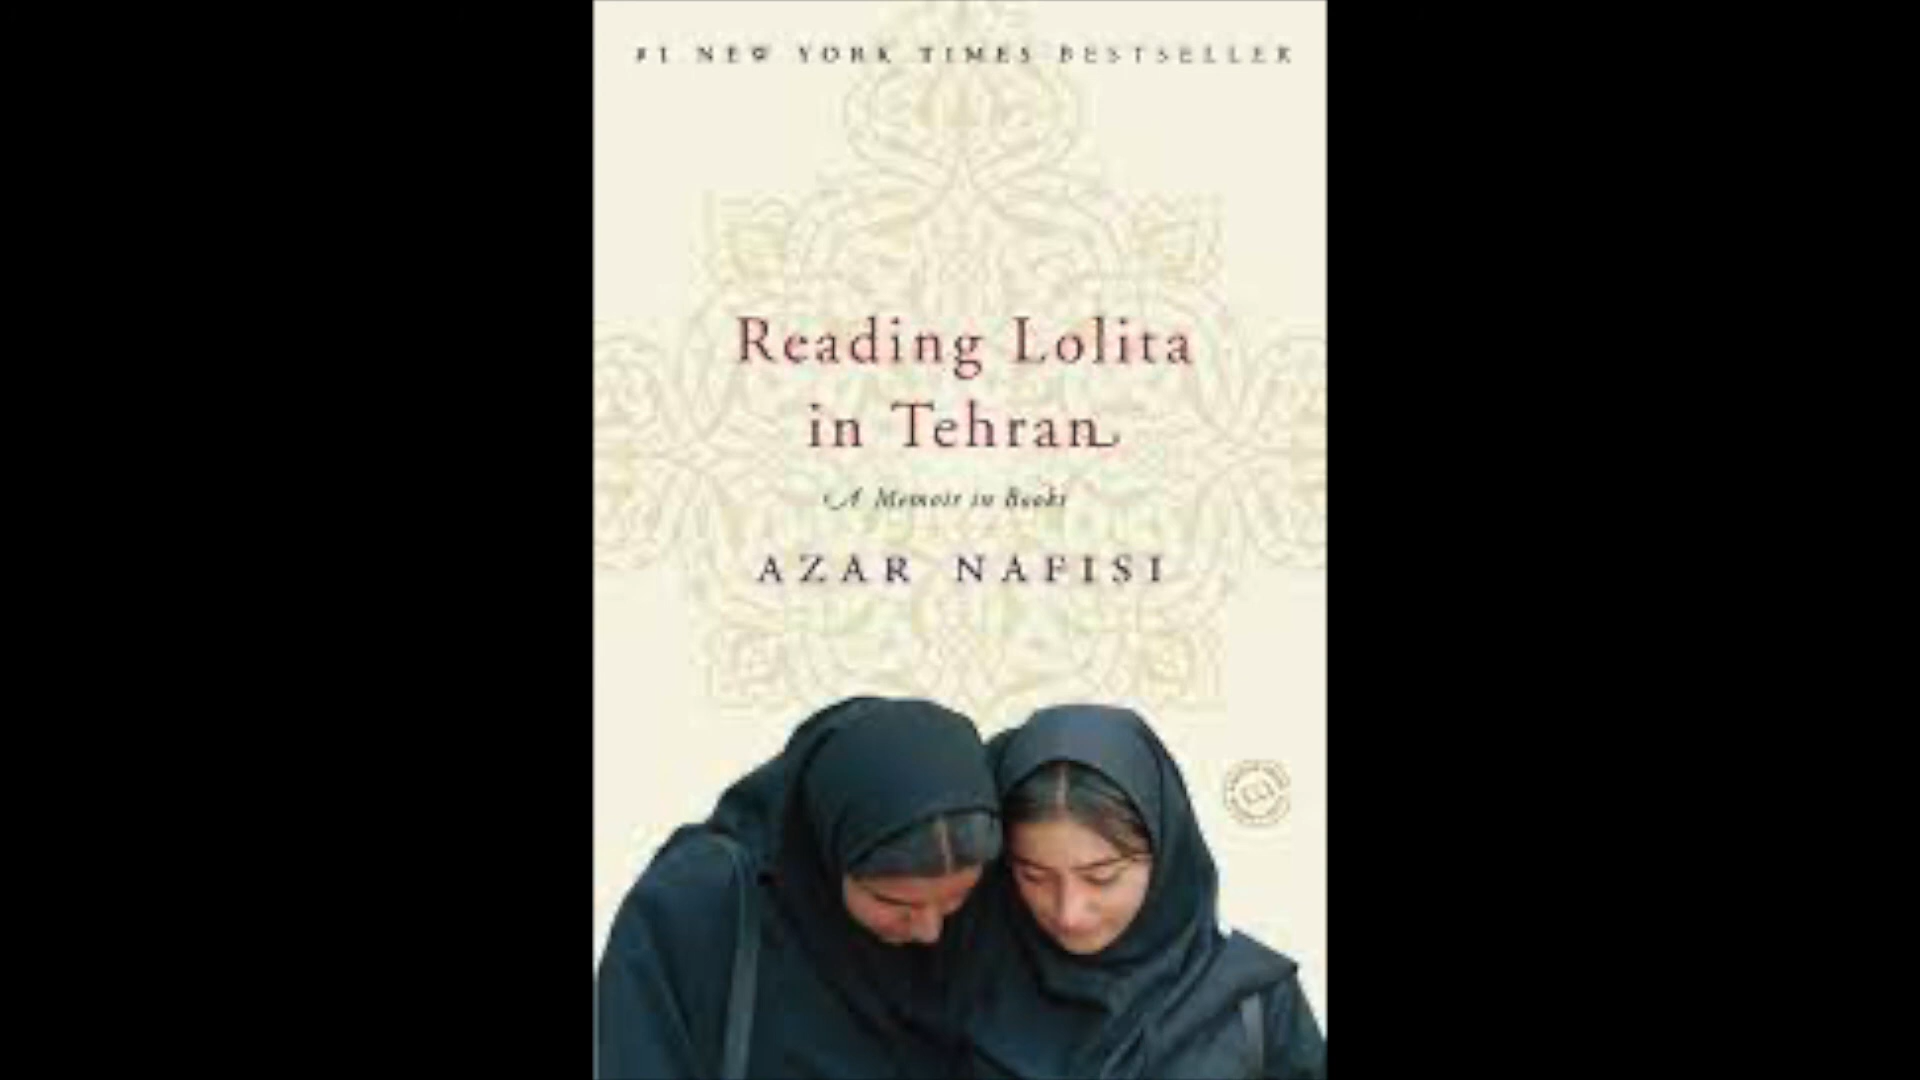 #1 NEW YORK TIMES BESTSELLER
Reading Lolita
in Tehran
A Memoir in Books
AZAR NAFISI